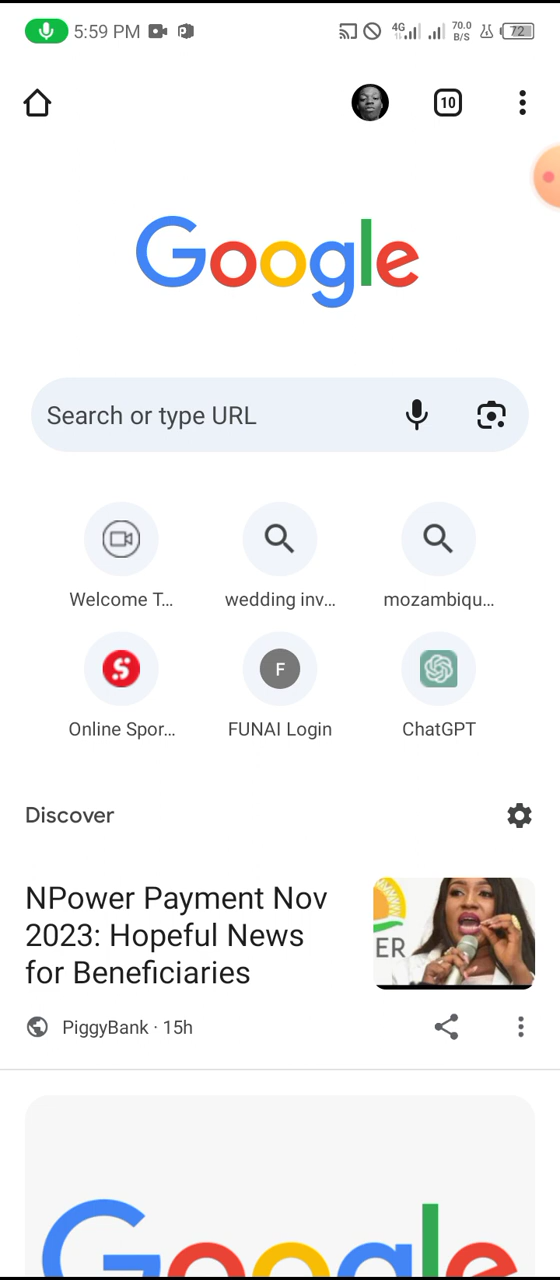 5:59 PM 4G 70.0 B/S 72
10
Google
Search or type URL
Welcome T... wedding inv... mozambiqu...
F
Online Spor... FUNAI Login ChatGPT
Discover
NPower Payment Nov
2023: Hopeful News
for Beneficiaries
ER
PiggyBank · 15h
Google